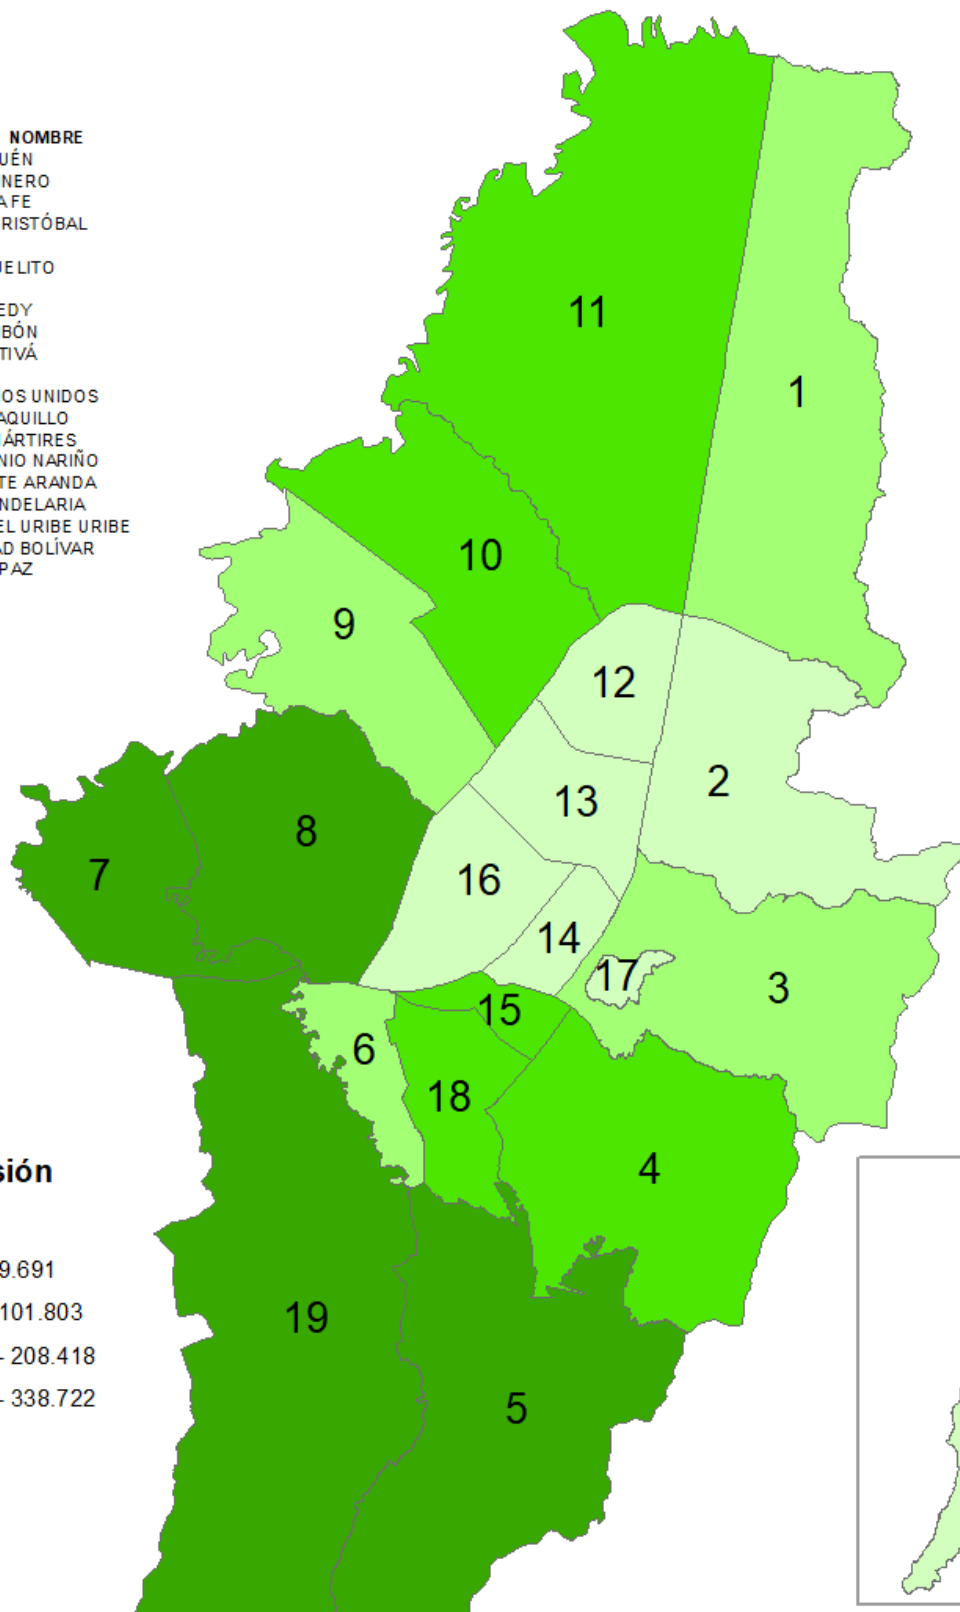 NOMBRE
UÉN
NERO
A FE
RISTÓBAL
UELITO
EDY
BÓN
TIVÁ
OS UNIDOS
AQUILLO
MÁRTIRES
NIO NARIÑO
TE ARANDA
NDELARIA
EL URIBE URIBE
AD BOLÍVAR
PAZ
11
1
10
9
12
2
13
8
7
16
14
17
3
15
6
18
4
sión
9.691
101.803
- 208.418
- 338.722
19
5